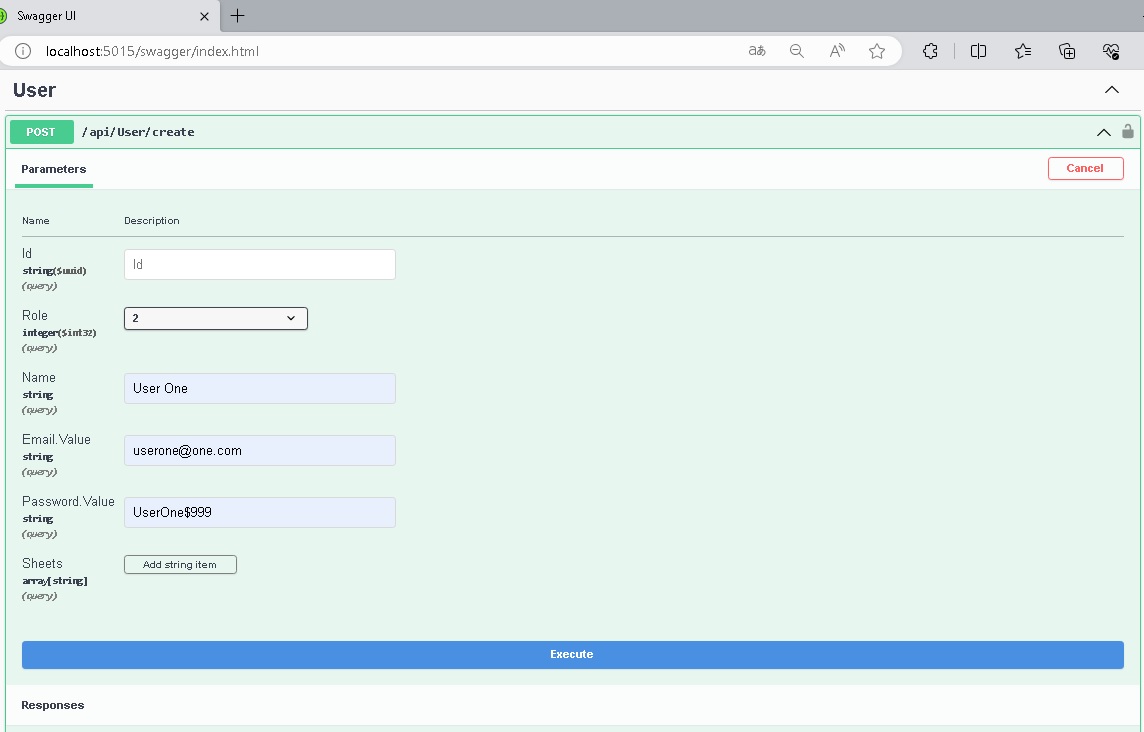 Swagger UI
localhost:5015/swagger/index.html
User
POST /api/User/create
Parameters
Cancel
Name Description
Id
string($uuid)
(query)
Id
Role
integer($int32)
(query)
2
Name
string
(query)
User One
Email.Value
string
(query)
userone@one.com
Password.Value
string
(query)
UserOne$999
Sheets
array[string]
(query)
Add string item
Execute
Responses